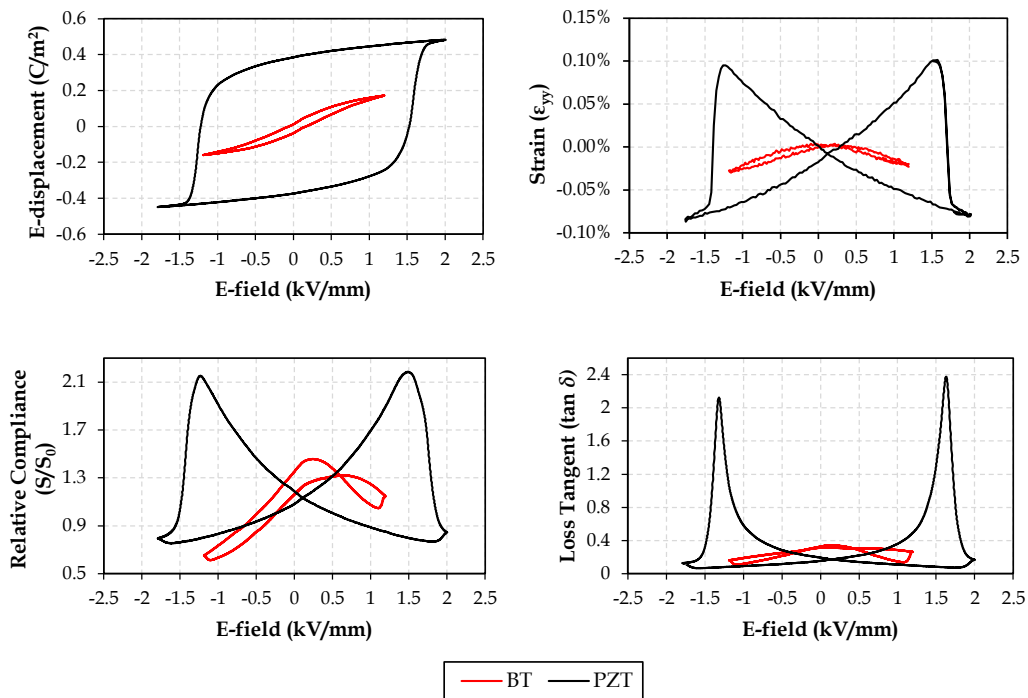 0.6
0.4
0.2
0
-0.2
-0.4
-0.6
E-displacement (C/m²)
-2.5 -2 -1.5 -1 -0.5 0 0.5 1 1.5 2 2.5
E-field (kV/mm)
0.15%
0.10%
0.05%
0.00%
-0.05%
-0.10%
Strain (εyy)
-2.5 -2 -1.5 -1 -0.5 0 0.5 1 1.5 2 2.5
E-field (kV/mm)
2.1
1.7
1.3
0.9
0.5
Relative Compliance
(S/S₀)
-2.5 -2 -1.5 -1 -0.5 0 0.5 1 1.5 2 2.5
E-field (kV/mm)
2.4
2
1.6
1.2
0.8
0.4
0
Loss Tangent (tan δ)
-2.5 -2 -1.5 -1 -0.5 0 0.5 1 1.5 2 2.5
E-field (kV/mm)
BT PZT